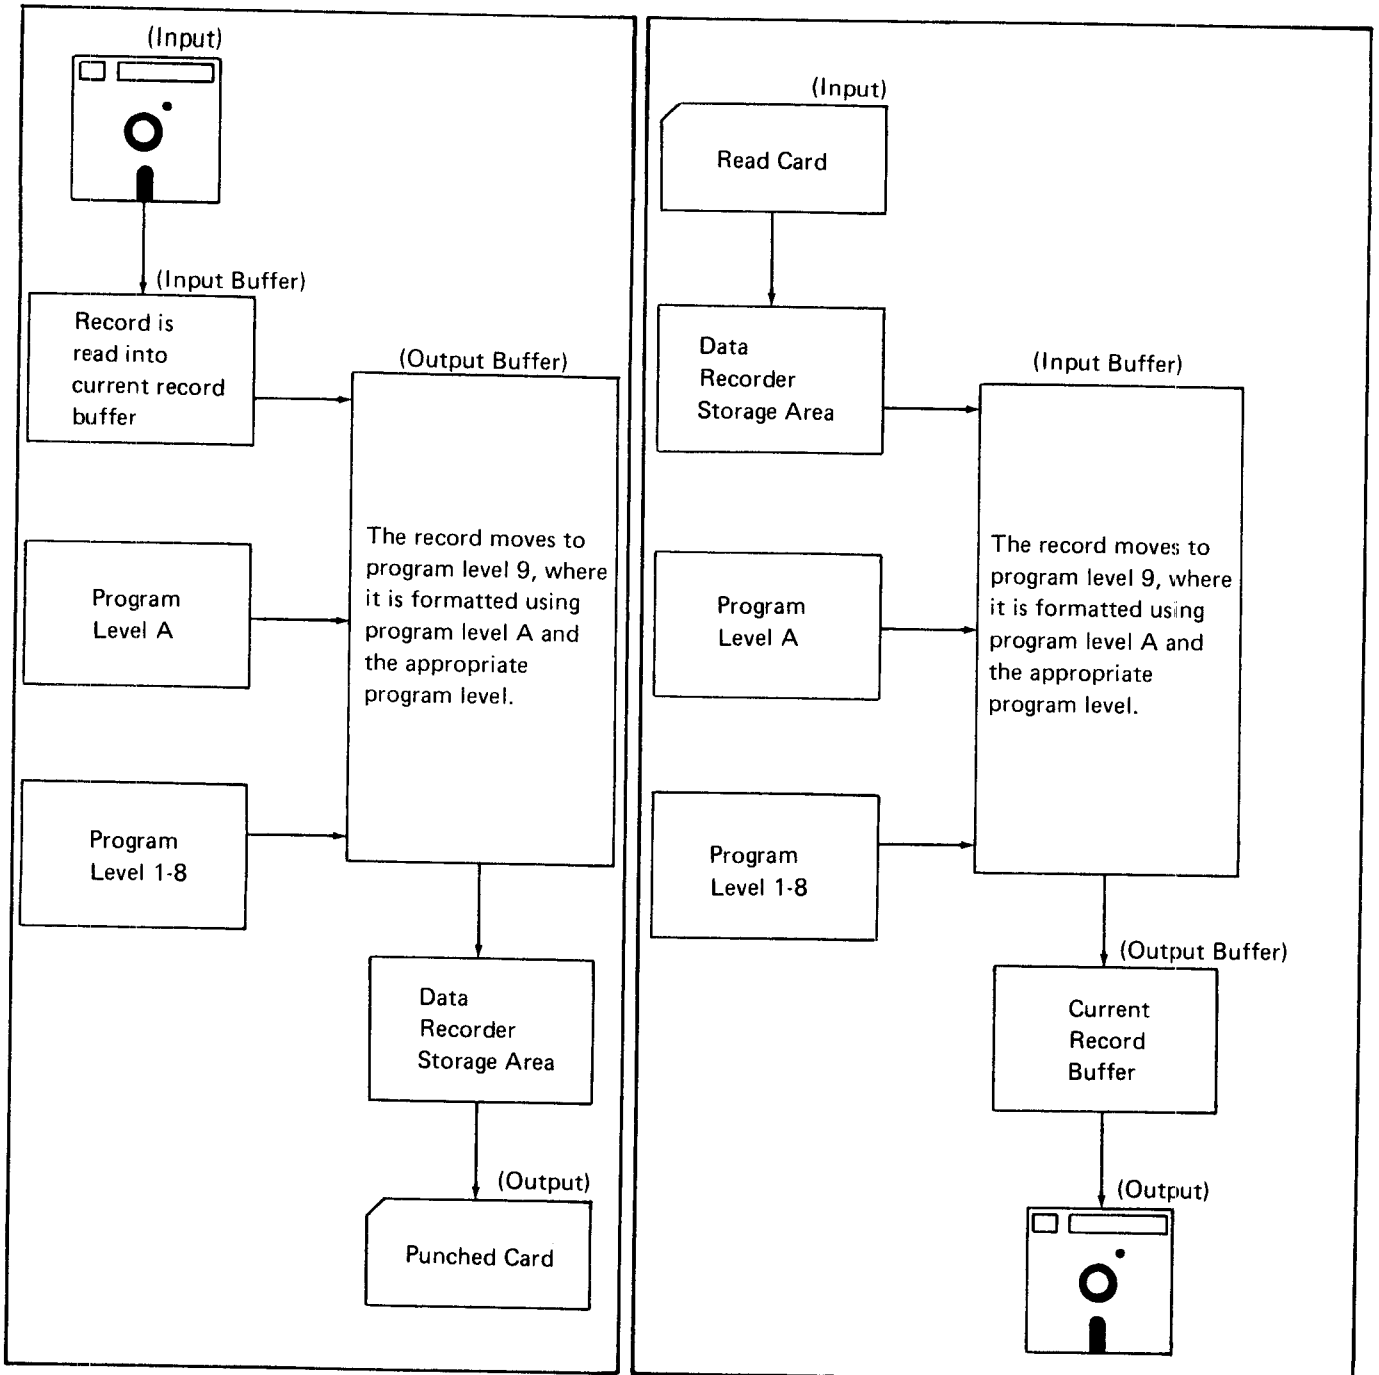 (Input)
(Input Buffer)
Record is
read into
current record
buffer
(Output Buffer)
The record moves to
program level 9, where
it is formatted using
program level A and
the appropriate
program level.
Program
Level A
Program
Level 1-8
Data
Recorder
Storage Area
(Output)
Punched Card
(Input)
Read Card
Data
Recorder
Storage Area
(Input Buffer)
The record moves to
program level 9, where
it is formatted using
program level A and
the appropriate
program level.
Program
Level A
Program
Level 1-8
(Output Buffer)
Current
Record
Buffer
(Output)